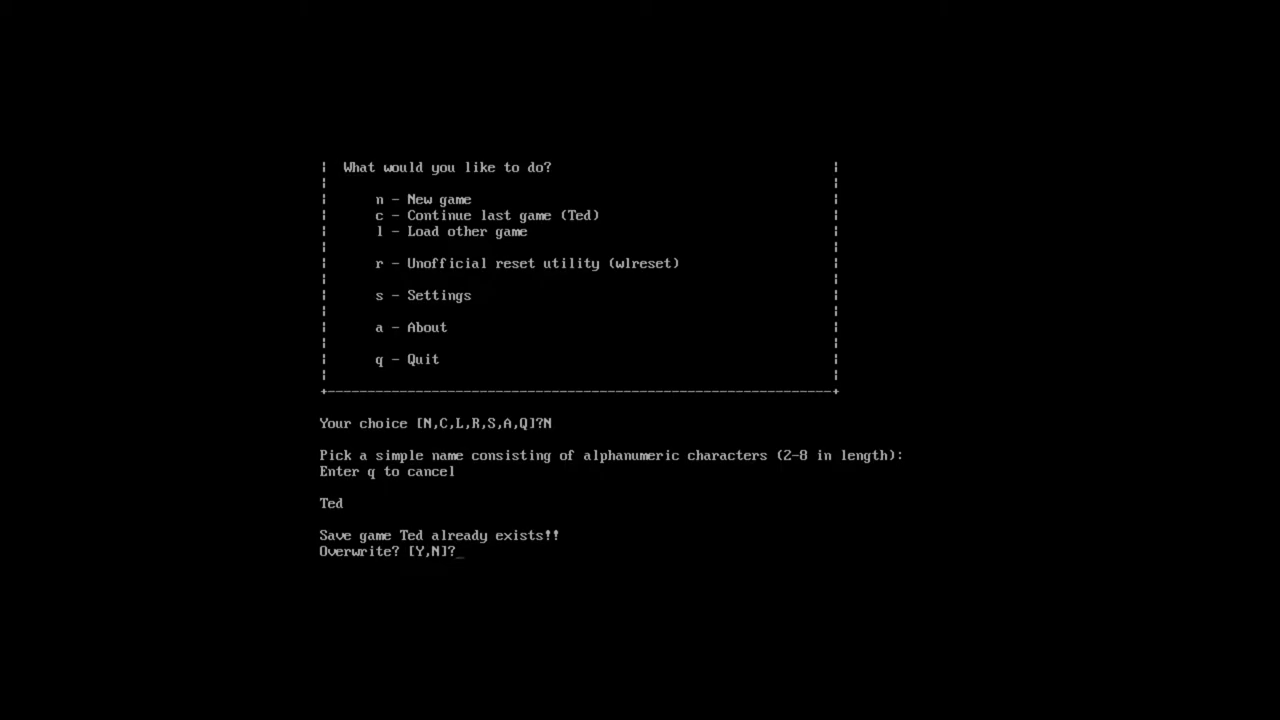 What would you like to do?
n - New game
c - Continue last game (Ted)
l - Load other game
r - Unofficial reset utility (wlreset)
s - Settings
a - About
q - Quit
Your choice [N,C,L,R,S,A,Q]?N
Pick a simple name consisting of alphanumeric characters (2-8 in length):
Enter q to cancel
Ted
Save game Ted already exists!!
Overwrite? [Y,N]?_